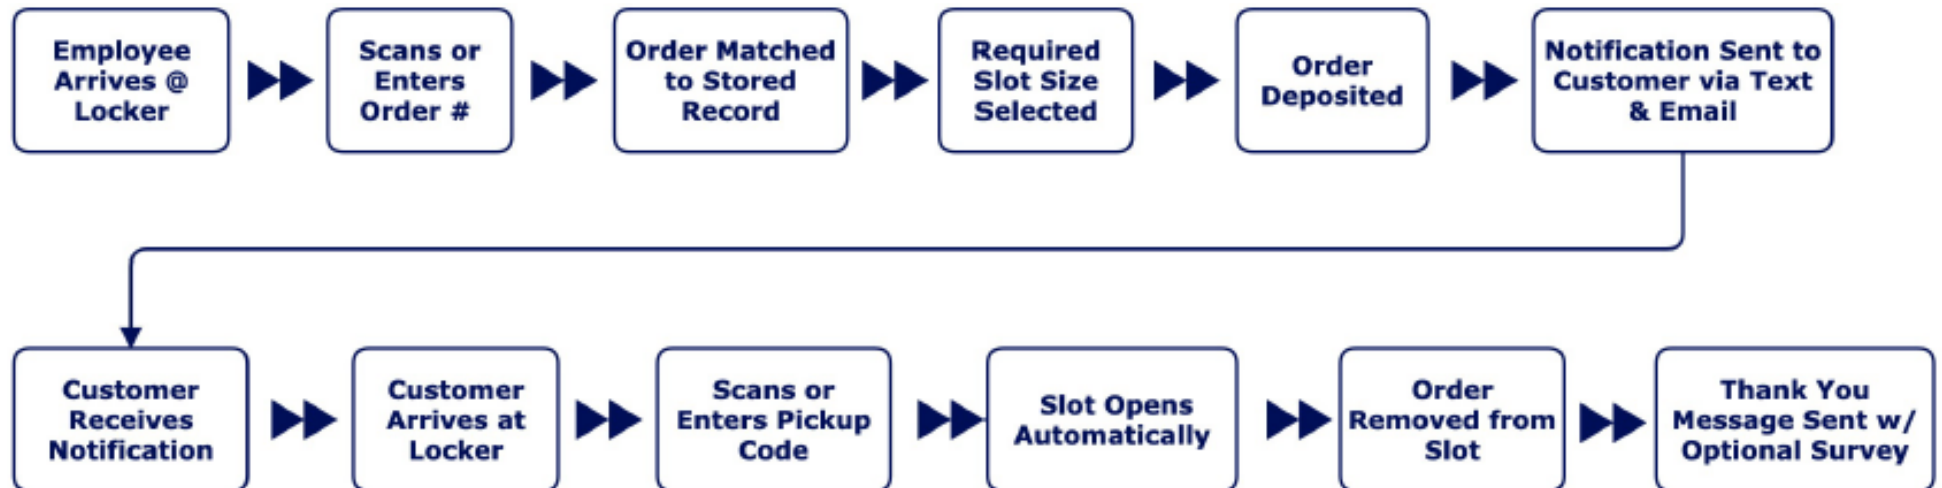 Employee
Arrives @
Locker
Scans or
Enters
Order #
Order Matched
to Stored
Record
Required
Slot Size
Selected
Order
Deposited
Notification Sent to
Customer via Text
& Email
Customer
Receives
Notification
Customer
Arrives at
Locker
Scans or
Enters Pickup
Code
Slot Opens
Automatically
Order
Removed from
Slot
Thank You
Message Sent w/
Optional Survey